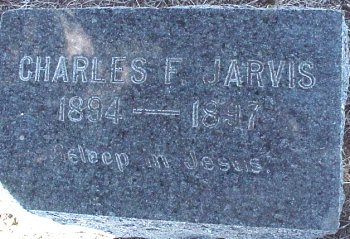 CHARLES F. JARVIS
1894 — 1897
Asleep in Jesus.